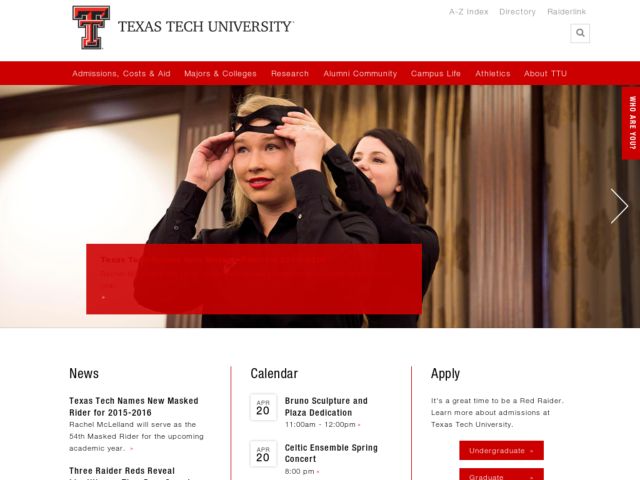 A-Z Index Directory Raiderlink
TEXAS TECH UNIVERSITY
Admissions, Costs & Aid Majors & Colleges Research Alumni Community Campus Life Athletics About TTU
WHO ARE YOU?
News
Texas Tech Names New Masked
Rider for 2015-2016
Rachel McLelland will serve as the
54th Masked Rider for the upcoming
academic year. »
Three Raider Reds Reveal
Calendar
APR
20
Bruno Sculpture and
Plaza Dedication
11:00am - 12:00pm »
APR
20
Celtic Ensemble Spring
Concert
8:00 pm »
Apply
It's a great time to be a Red Raider.
Learn more about admissions at
Texas Tech University.
Undergraduate »
Graduate